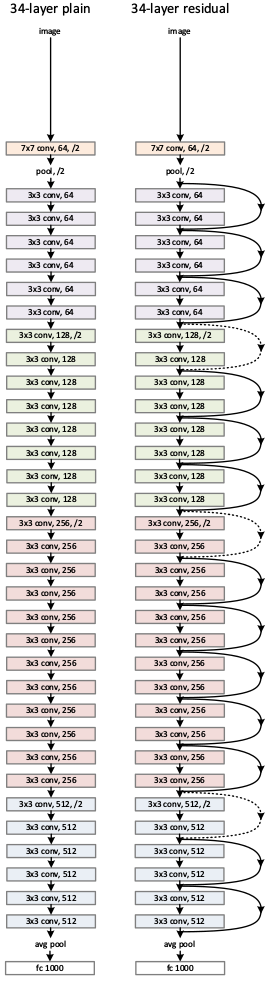 34-layer plain
image
7x7 conv, 64, /2
pool, /2
3x3 conv, 64
3x3 conv, 64
3x3 conv, 64
3x3 conv, 64
3x3 conv, 64
3x3 conv, 64
3x3 conv, 128, /2
3x3 conv, 128
3x3 conv, 128
3x3 conv, 128
3x3 conv, 128
3x3 conv, 128
3x3 conv, 128
3x3 conv, 128
3x3 conv, 256, /2
3x3 conv, 256
3x3 conv, 256
3x3 conv, 256
3x3 conv, 256
3x3 conv, 256
3x3 conv, 256
3x3 conv, 256
3x3 conv, 256
3x3 conv, 256
3x3 conv, 256
3x3 conv, 256
3x3 conv, 512, /2
3x3 conv, 512
3x3 conv, 512
3x3 conv, 512
3x3 conv, 512
3x3 conv, 512
avg pool
fc 1000
34-layer residual
image
7x7 conv, 64, /2
pool, /2
3x3 conv, 64
3x3 conv, 64
3x3 conv, 64
3x3 conv, 64
3x3 conv, 64
3x3 conv, 64
3x3 conv, 128, /2
3x3 conv, 128
3x3 conv, 128
3x3 conv, 128
3x3 conv, 128
3x3 conv, 128
3x3 conv, 128
3x3 conv, 128
3x3 conv, 256, /2
3x3 conv, 256
3x3 conv, 256
3x3 conv, 256
3x3 conv, 256
3x3 conv, 256
3x3 conv, 256
3x3 conv, 256
3x3 conv, 256
3x3 conv, 256
3x3 conv, 256
3x3 conv, 256
3x3 conv, 512, /2
3x3 conv, 512
3x3 conv, 512
3x3 conv, 512
3x3 conv, 512
3x3 conv, 512
avg pool
fc 1000